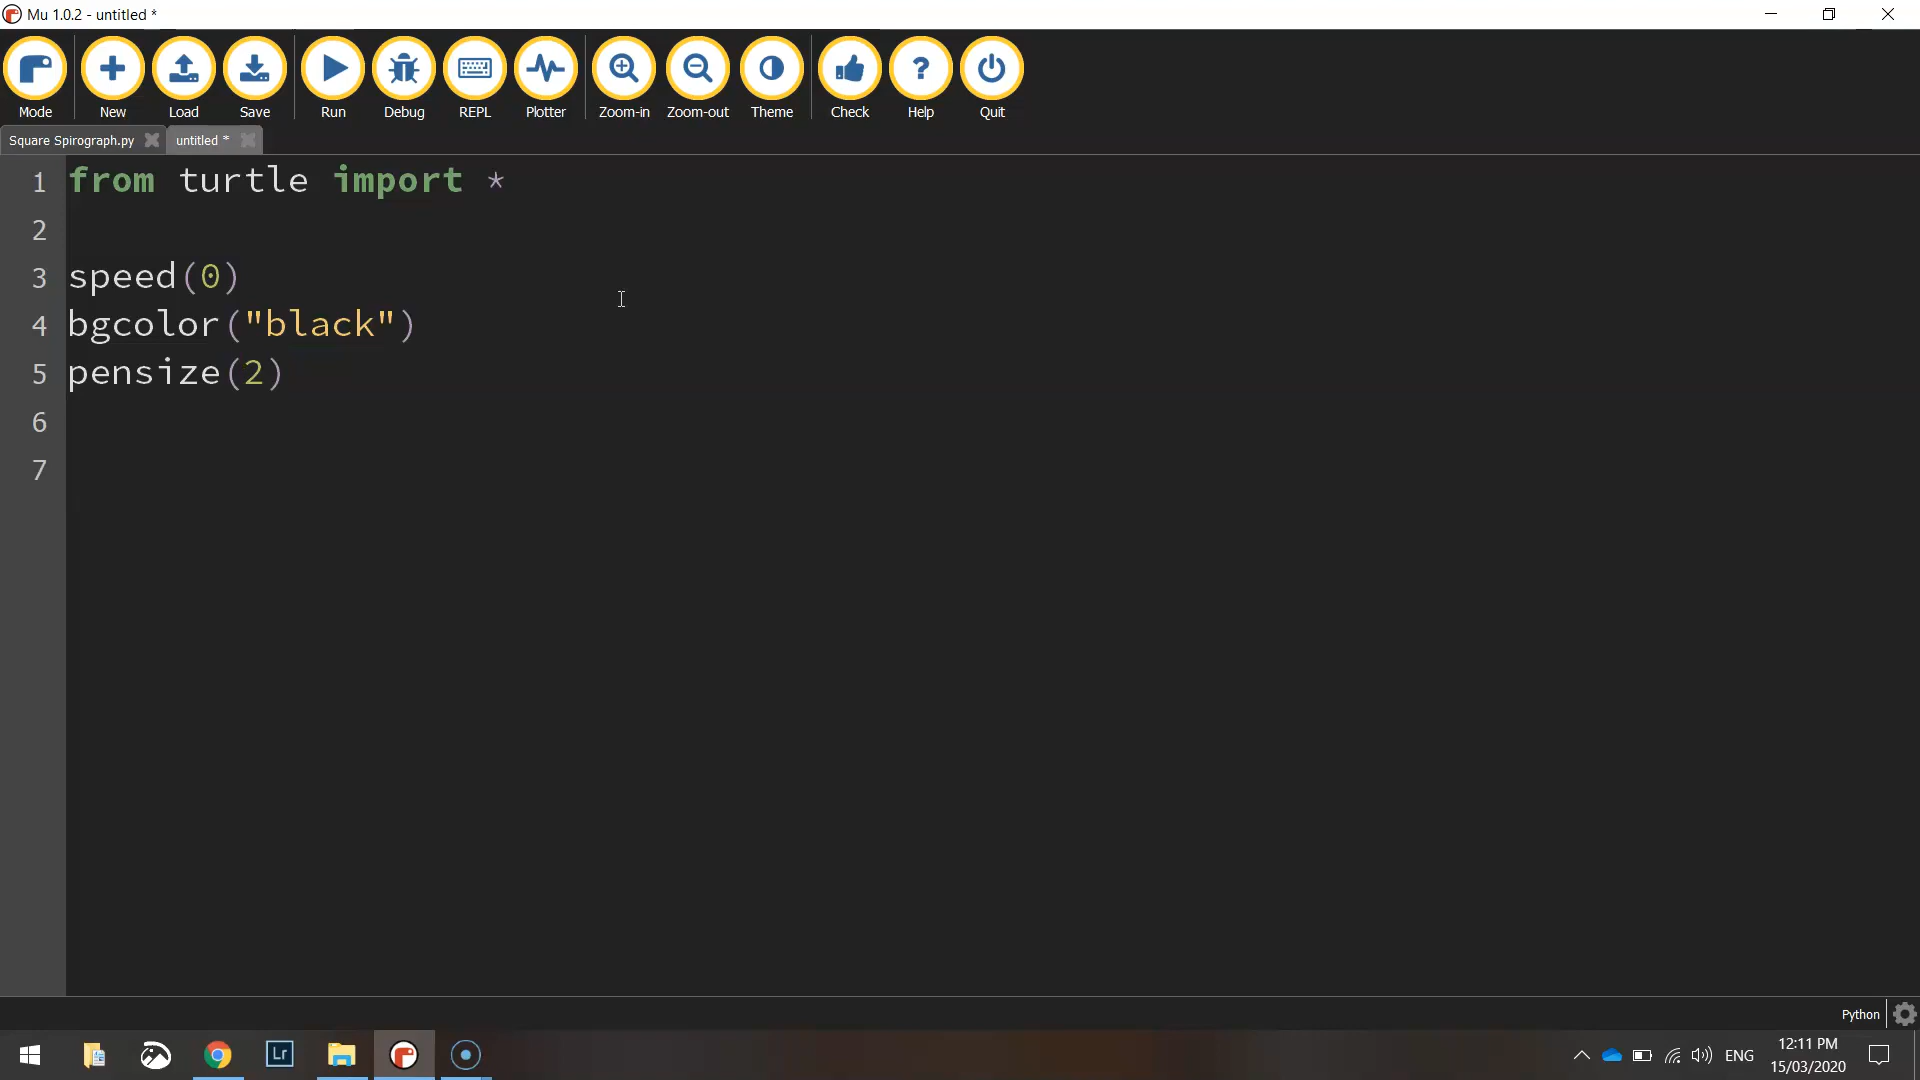 Mu 1.0.2 - untitled *
Mode New Load Save Run Debug REPL Plotter Zoom-in Zoom-out Theme Check Help Quit
Square Spirograph.py untitled *
1 from turtle import *
2
3 speed(0)
4 bgcolor("black")
5 pensize(2)
6
7
Python
Lr
ENG
12:11 PM
15/03/2020